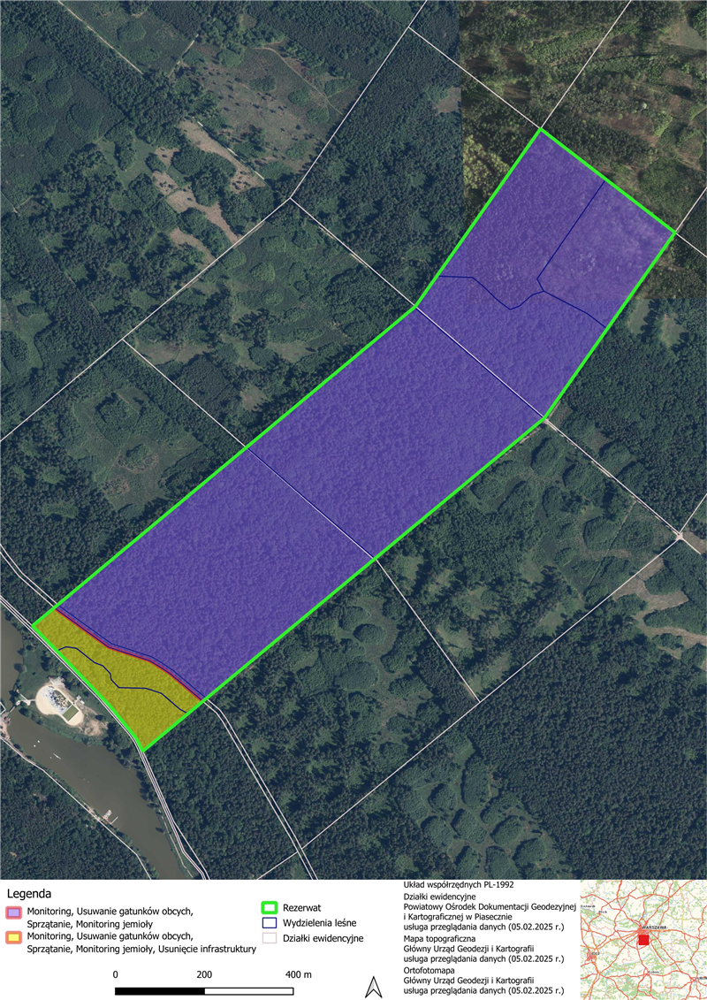 Legenda
Monitoring, Usuwanie gatunków obcych,
Sprzątanie, Monitoring jemioły
Monitoring, Usuwanie gatunków obcych,
Sprzątanie, Monitoring jemioły, Usunięcie infrastruktury
Rezerwat
Wydzielenia leśne
Działki ewidencyjne
0 200 400 m
Układ współrzędnych PL-1992
Działki ewidencyjne
Powiatowy Ośrodek Dokumentacji Geodezyjnej
i Kartograficznej w Piasecznie
usługa przeglądania danych (05.02.2025 r.)
Mapa topograficzna
Główny Urząd Geodezji i Kartografii
usługa przeglądania danych (05.02.2025 r.)
Ortofotomapa
Główny Urząd Geodezji i Kartografii
usługa przeglądania danych (05.02.2025 r.)
WARSZAWA